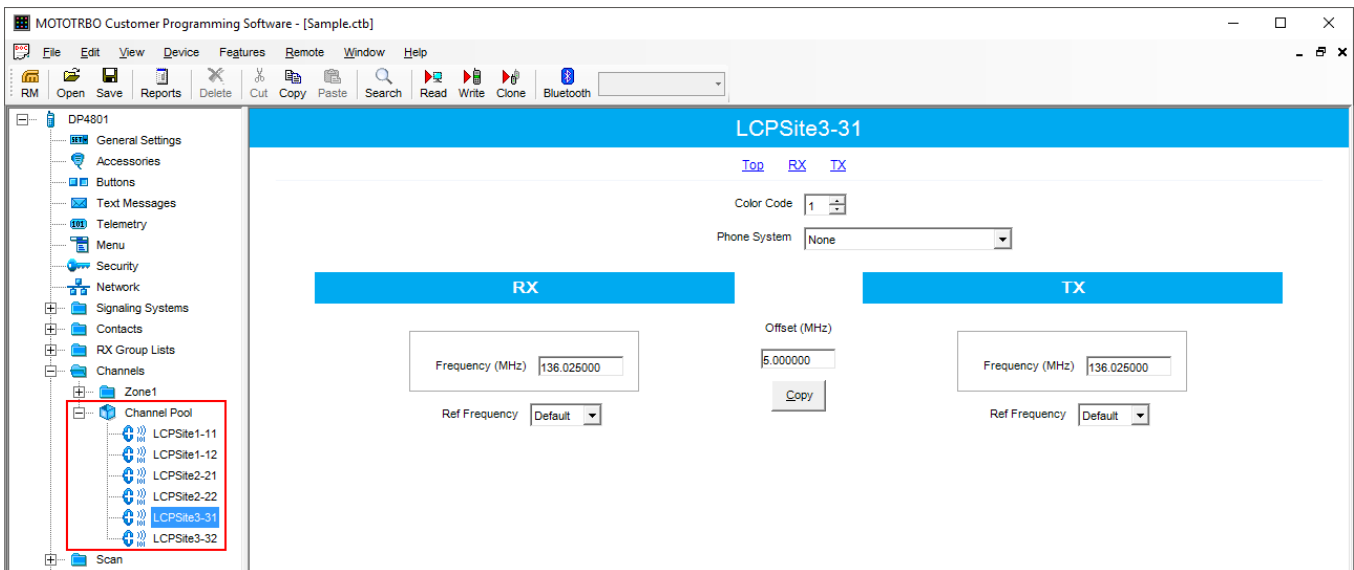 MOTOTRBO Customer Programming Software - [Sample.ctb]
File Edit View Device Features Remote Window Help
RM Open Save Reports Delete Cut Copy Paste Search Read Write Clone Bluetooth
DP4801
General Settings
Accessories
Buttons
Text Messages
Telemetry
Menu
Security
Network
Signaling Systems
Contacts
RX Group Lists
Channels
Zone1
Channel Pool
LCPSite1-11
LCPSite1-12
LCPSite2-21
LCPSite2-22
LCPSite3-31
LCPSite3-32
Scan
LCPSite3-31
Top RX TX
Color Code 1
Phone System None
RX
Frequency (MHz) 136.025000
Ref Frequency Default
Offset (MHz)
5.000000
Copy
TX
Frequency (MHz) 136.025000
Ref Frequency Default